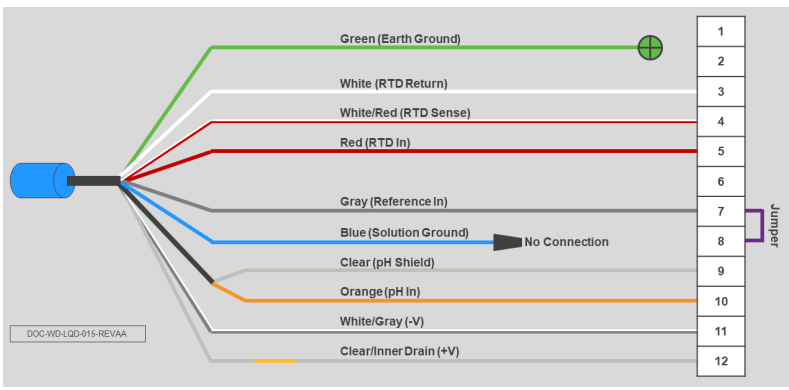 Green (Earth Ground)
1
2
White (RTD Return)
3
White/Red (RTD Sense)
4
Red (RTD In)
5
6
Gray (Reference In)
7
Jumper
Blue (Solution Ground)
No Connection
8
Clear (pH Shield)
9
Orange (pH In)
10
White/Gray (-V)
11
DOC-WD-LQD-015-REVAA
Clear/Inner Drain (+V)
12